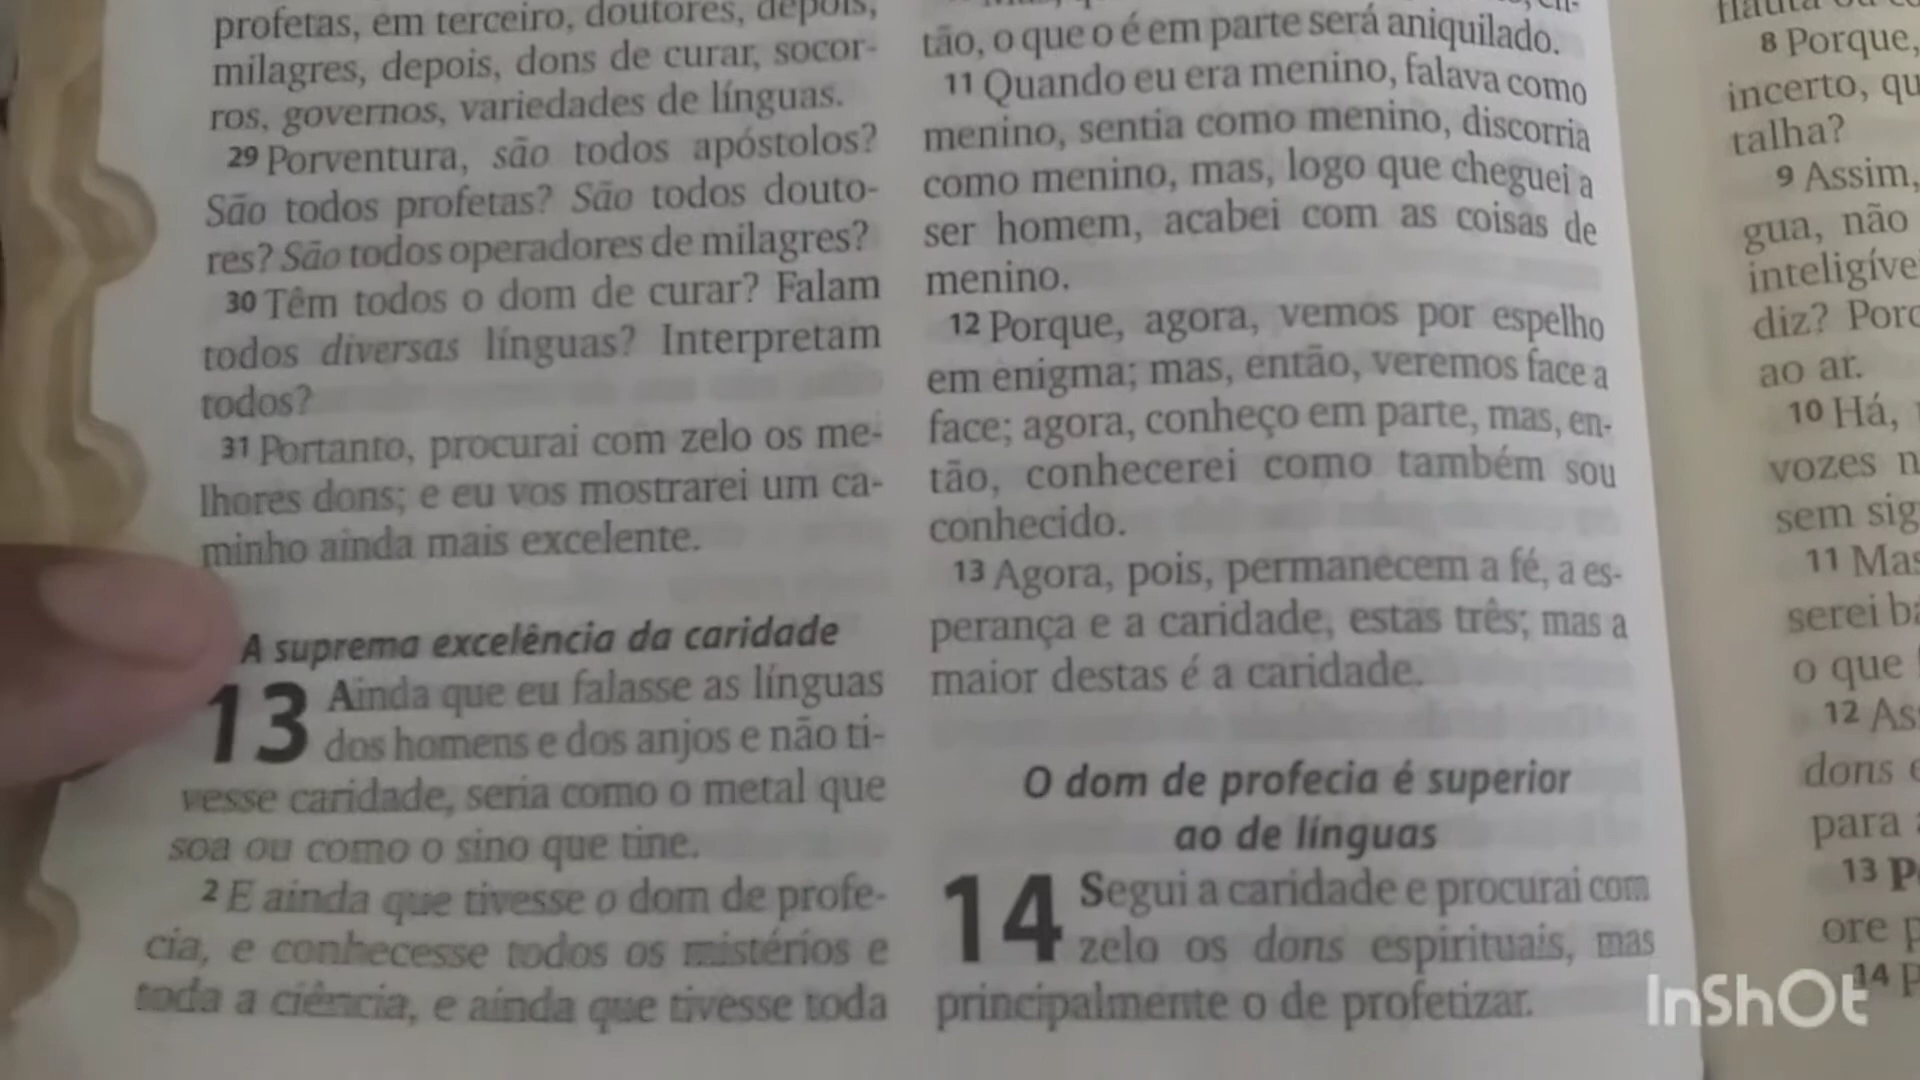 profetas, em terceiro, doutores, depois,
milagres, depois, dons de curar, socor-
ros, governos, variedades de línguas.
29 Porventura, são todos apóstolos?
São todos profetas? São todos douto-
res? São todos operadores de milagres?
30 Têm todos o dom de curar? Falam
todos diversas línguas? Interpretam
todos?
31 Portanto, procurai com zelo os me-
lhores dons; e eu vos mostrarei um ca-
minho ainda mais excelente.
A suprema excelência da caridade
13 Ainda que eu falasse as línguas
dos homens e dos anjos e não ti-
vesse caridade, seria como o metal que
soa ou como o sino que tine.
2 E ainda que tivesse o dom de profe-
cia, e conhecesse todos os mistérios e
toda a ciência, e ainda que tivesse toda
tão, o que o é em parte será aniquilado.
11 Quando eu era menino, falava como
menino, sentia como menino, discorria
como menino, mas, logo que cheguei a
ser homem, acabei com as coisas de
menino.
12 Porque, agora, vemos por espelho
em enigma; mas, então, veremos face a
face; agora, conheço em parte, mas, en-
tão, conhecerei como também sou
conhecido.
13 Agora, pois, permanecem a fé, a es-
perança e a caridade, estas três; mas a
maior destas é a caridade.
O dom de profecia é superior
ao de línguas
14 Segui a caridade e procurai com
zelo os dons espirituais, mas
principalmente o de profetizar.
8 Porque,
incerto, qu
talha?
9 Assim,
gua, não
inteligíve
diz? Porq
ao ar.
10 Há,
vozes n
sem sig
11 Mas
serei bá
o que
12 Ass
dons e
para
13 P
ore p
14 P
InShOt